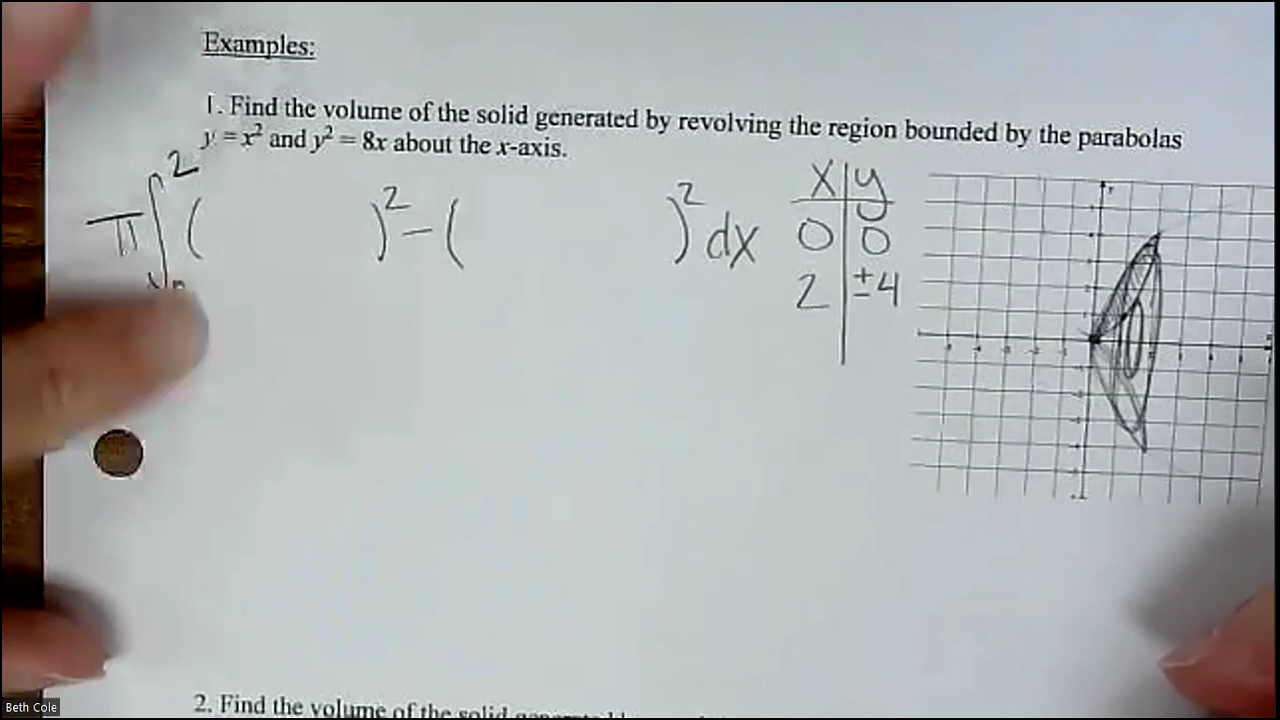 Examples:
1. Find the volume of the solid generated by revolving the region bounded by the parabolas
y = x² and y² = 8x about the x-axis.
π∫² ( )² − ( )² dx
x y
0 0
2 ±4
2. Find the volume of the solid
Beth Cole